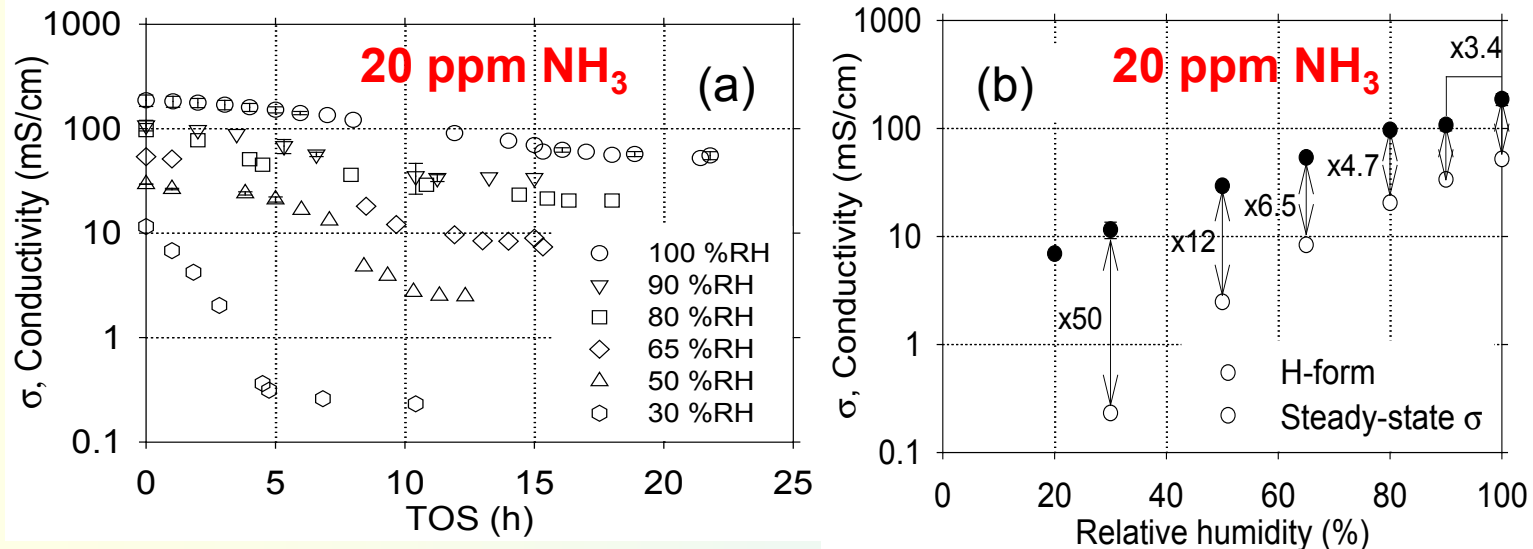 20 ppm NH₃
(a)
σ, Conductivity (mS/cm)
1000
100
10
1
0.1
0 5 10 15 20 25
TOS (h)
100 %RH
90 %RH
80 %RH
65 %RH
50 %RH
30 %RH
20 ppm NH₃
(b)
σ, Conductivity (mS/cm)
1000
100
10
1
0.1
x3.4
x4.7
x6.5
x12
x50
H-form
Steady-state σ
0 20 40 60 80 100
Relative humidity (%)